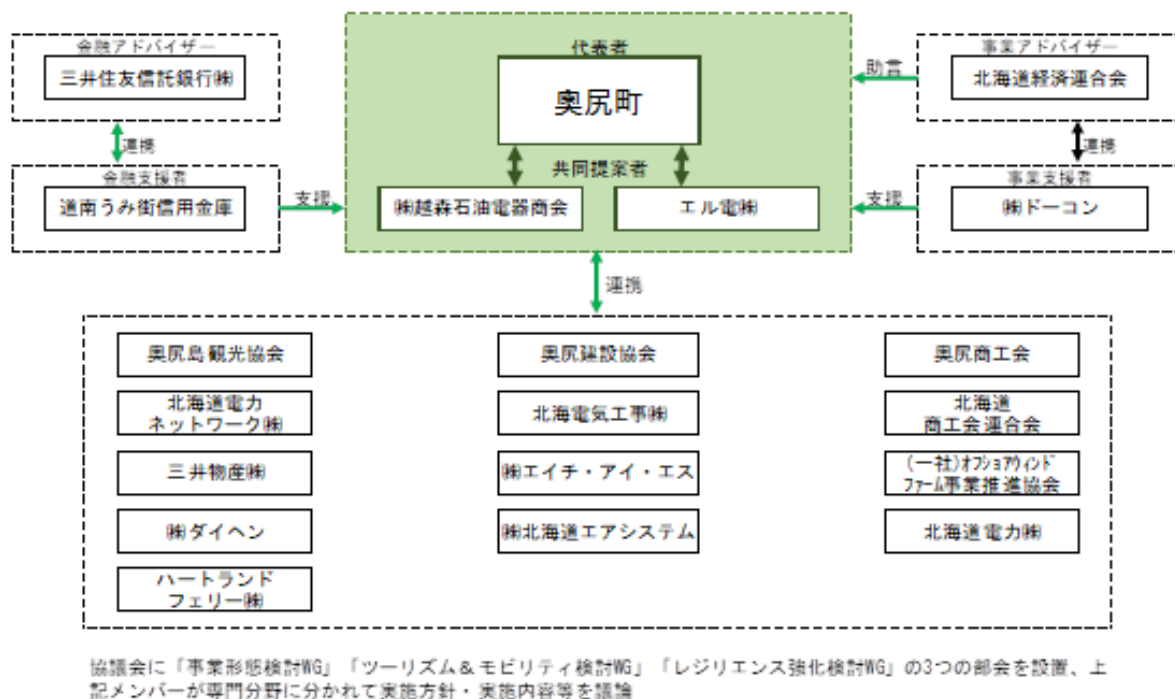 金融アドバイザー
三井住友信託銀行㈱
連携
金融支援者
道南うみ街信用金庫
支援
代表者
奥尻町
共同提案者
㈱越森石油電器商会
エル電㈱
助言
事業アドバイザー
北海道経済連合会
連携
事業支援者
㈱ドーコン
支援
連携
奥尻島観光協会
奥尻建設協会
奥尻商工会
北海道電力
ネットワーク㈱
北海電気工事㈱
北海道
商工会連合会
三井物産㈱
㈱エイチ・アイ・エス
(一社)ｵﾌｼｮｱｳｨﾝﾄﾞ
ﾌｧｰﾑ事業推進協会
㈱ダイヘン
㈱北海道エアシステム
北海道電力㈱
ハートランド
フェリー㈱
協議会に「事業形態検討WG」「ツーリズム＆モビリティ検討WG」「レジリエンス強化検討WG」の3つの部会を設置、上
記メンバーが専門分野に分かれて実施方針・実施内容等を議論